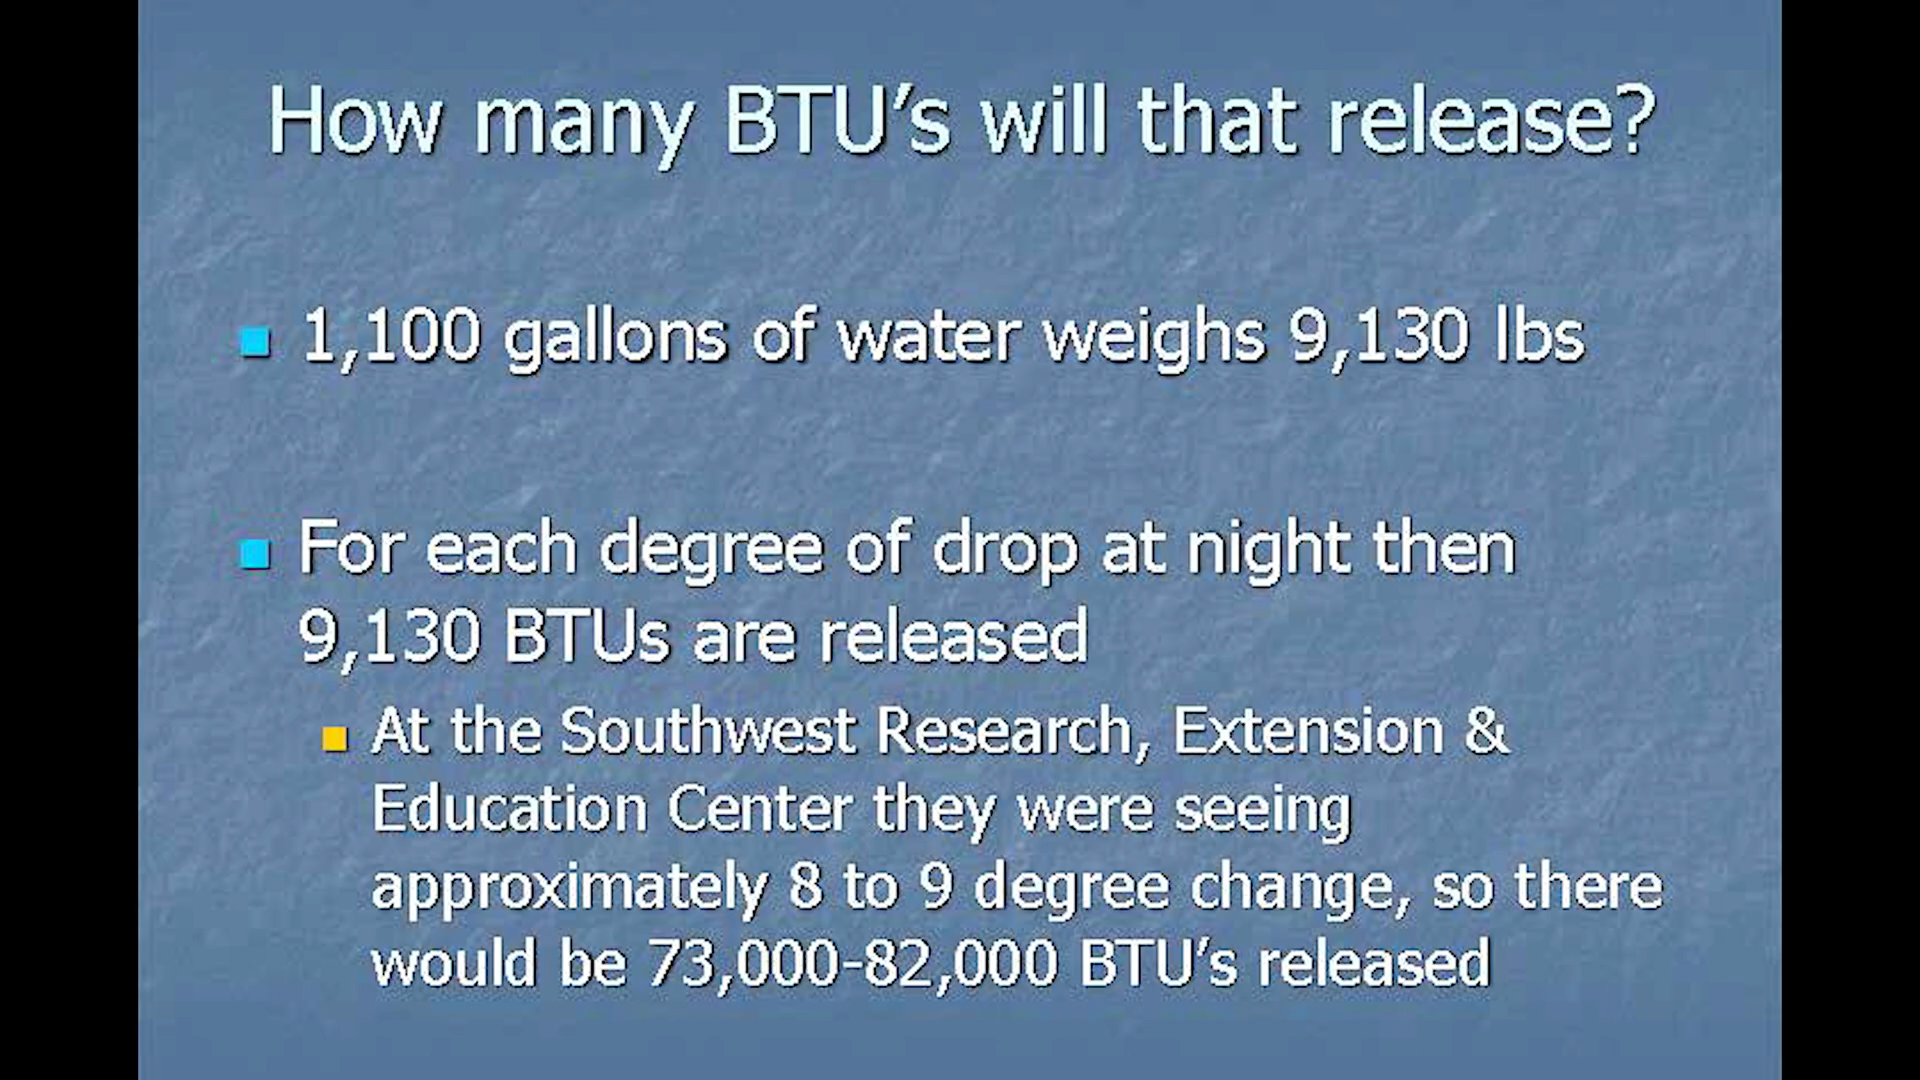 How many BTU's will that release?
1,100 gallons of water weighs 9,130 lbs
For each degree of drop at night then
9,130 BTUs are released
At the Southwest Research, Extension &
Education Center they were seeing
approximately 8 to 9 degree change, so there
would be 73,000-82,000 BTU's released